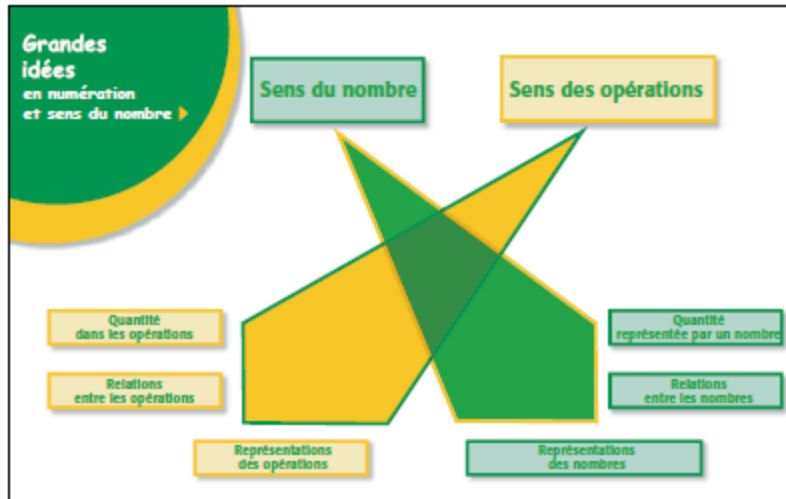 Grandes
idées
en numération
et sens du nombre
Sens du nombre
Sens des opérations
Quantité
dans les opérations
Relations
entre les opérations
Représentations
des opérations
Quantité
représentée par un nombre
Relations
entre les nombres
Représentations
des nombres